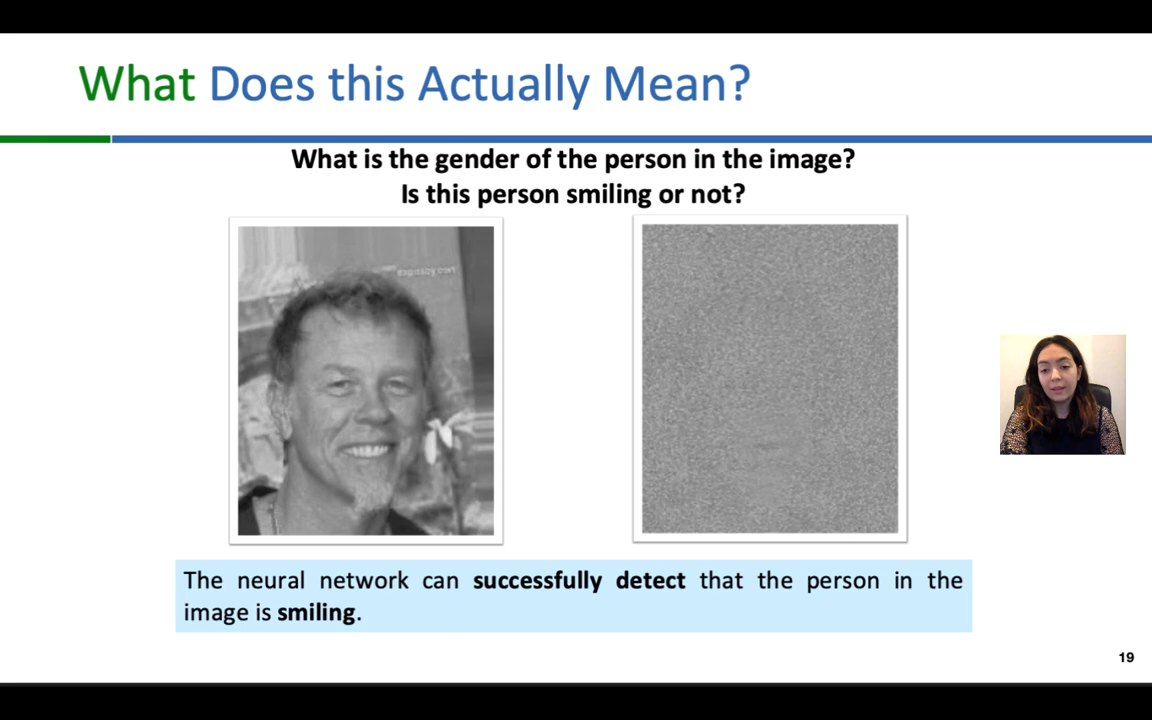 What Does this Actually Mean?
What is the gender of the person in the image?
Is this person smiling or not?
The neural network can successfully detect that the person in the
image is smiling.
19